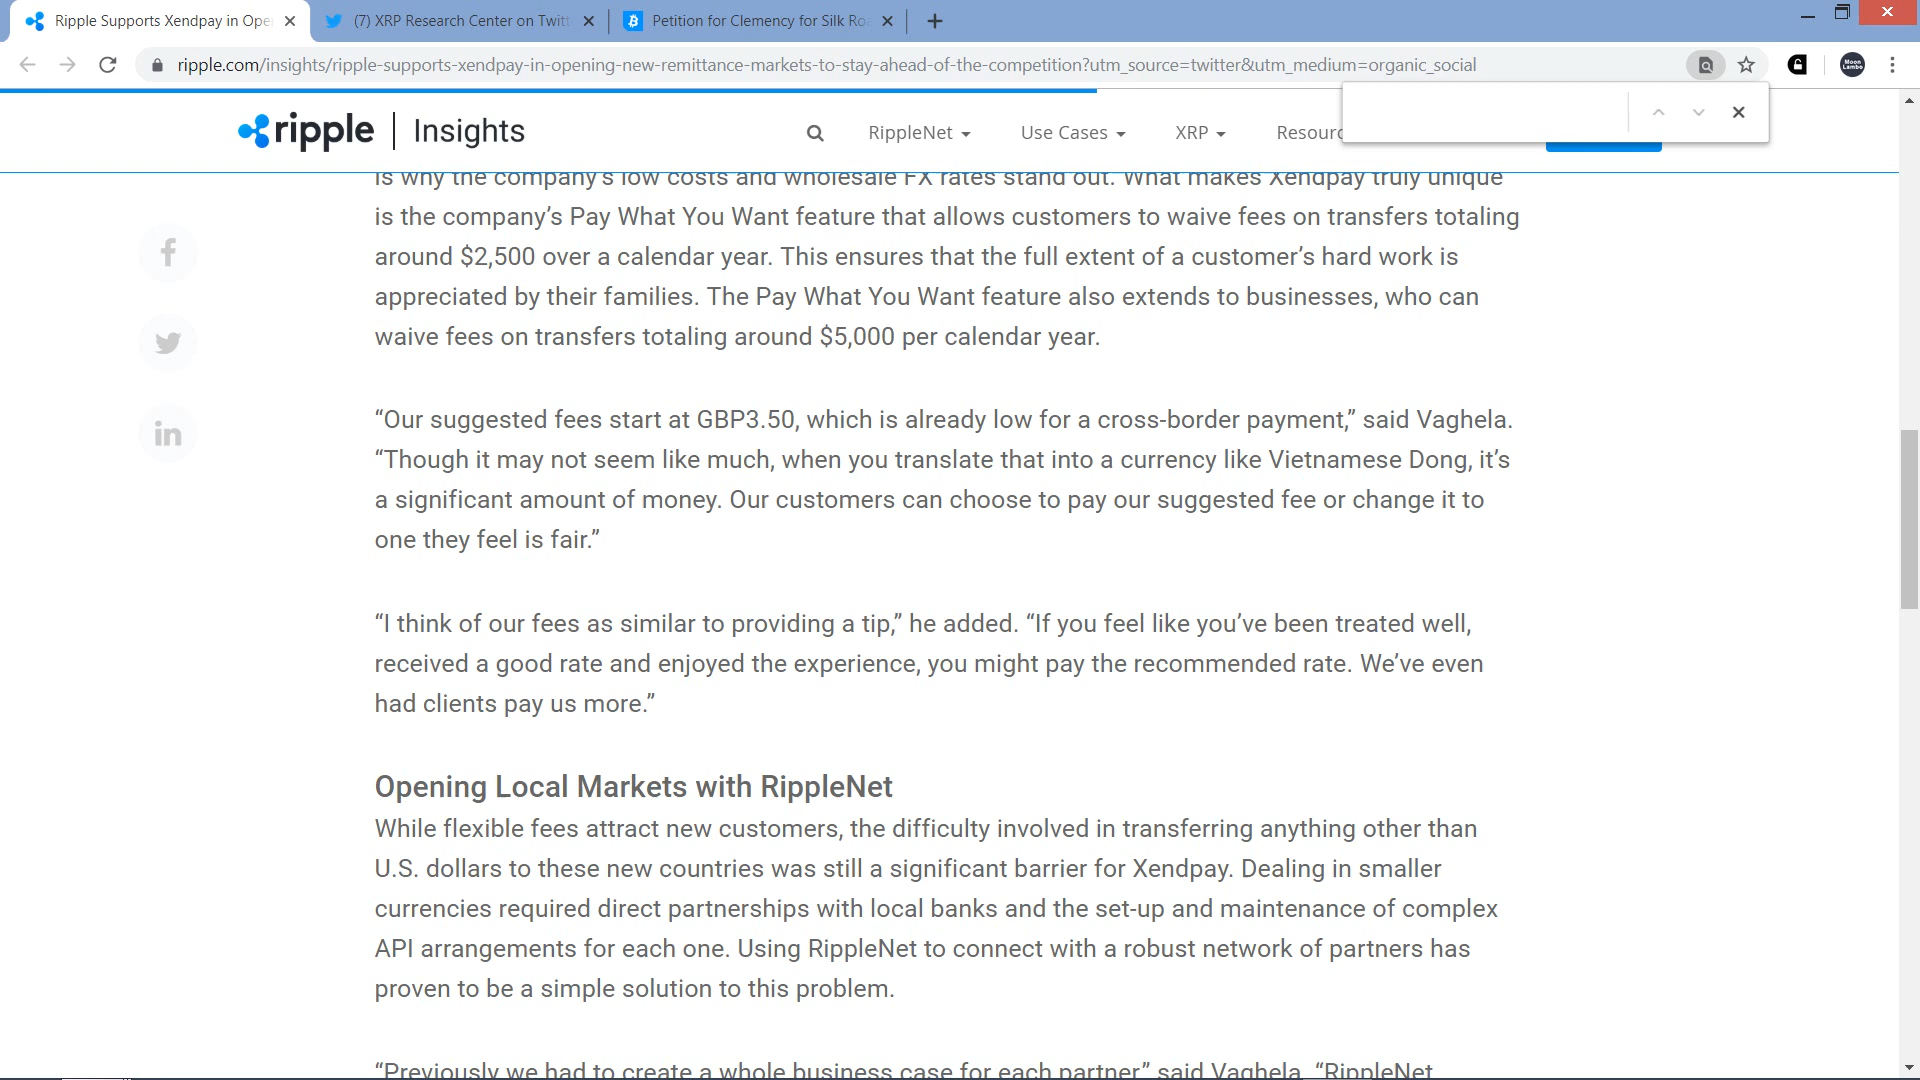 Ripple Supports Xendpay in Ope
(7) XRP Research Center on Twitt
Petition for Clemency for Silk Ro
ripple.com/insights/ripple-supports-xendpay-in-opening-new-remittance-markets-to-stay-ahead-of-the-competition?utm_source=twitter&utm_medium=organic_social
Moon Lambo
ripple | Insights
RippleNet
Use Cases
XRP
Resourc
is why the company's low costs and wholesale FX rates stand out. What makes Xendpay truly unique
is the company's Pay What You Want feature that allows customers to waive fees on transfers totaling
around $2,500 over a calendar year. This ensures that the full extent of a customer's hard work is
appreciated by their families. The Pay What You Want feature also extends to businesses, who can
waive fees on transfers totaling around $5,000 per calendar year.
“Our suggested fees start at GBP3.50, which is already low for a cross-border payment,” said Vaghela.
“Though it may not seem like much, when you translate that into a currency like Vietnamese Dong, it’s
a significant amount of money. Our customers can choose to pay our suggested fee or change it to
one they feel is fair.”
“I think of our fees as similar to providing a tip,” he added. “If you feel like you’ve been treated well,
received a good rate and enjoyed the experience, you might pay the recommended rate. We’ve even
had clients pay us more.”
Opening Local Markets with RippleNet
While flexible fees attract new customers, the difficulty involved in transferring anything other than
U.S. dollars to these new countries was still a significant barrier for Xendpay. Dealing in smaller
currencies required direct partnerships with local banks and the set-up and maintenance of complex
API arrangements for each one. Using RippleNet to connect with a robust network of partners has
proven to be a simple solution to this problem.
“Previously we had to create a whole business case for each partner” said Vaghela. “RippleNet